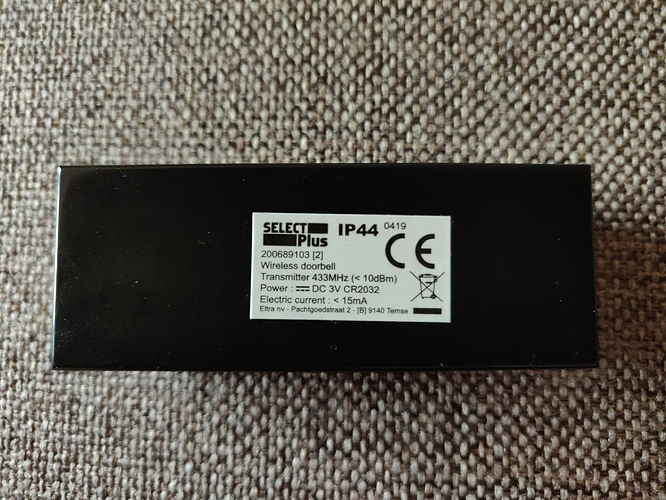 SELECT Plus IP44 0419
CE
200689103 [2]
Wireless doorbell
Transmitter 433MHz (< 10dBm)
Power : ⎓ DC 3V CR2032
Electric current : < 15mA
Eltra nv - Pachtgoedstraat 2 - [B] 9140 Temse